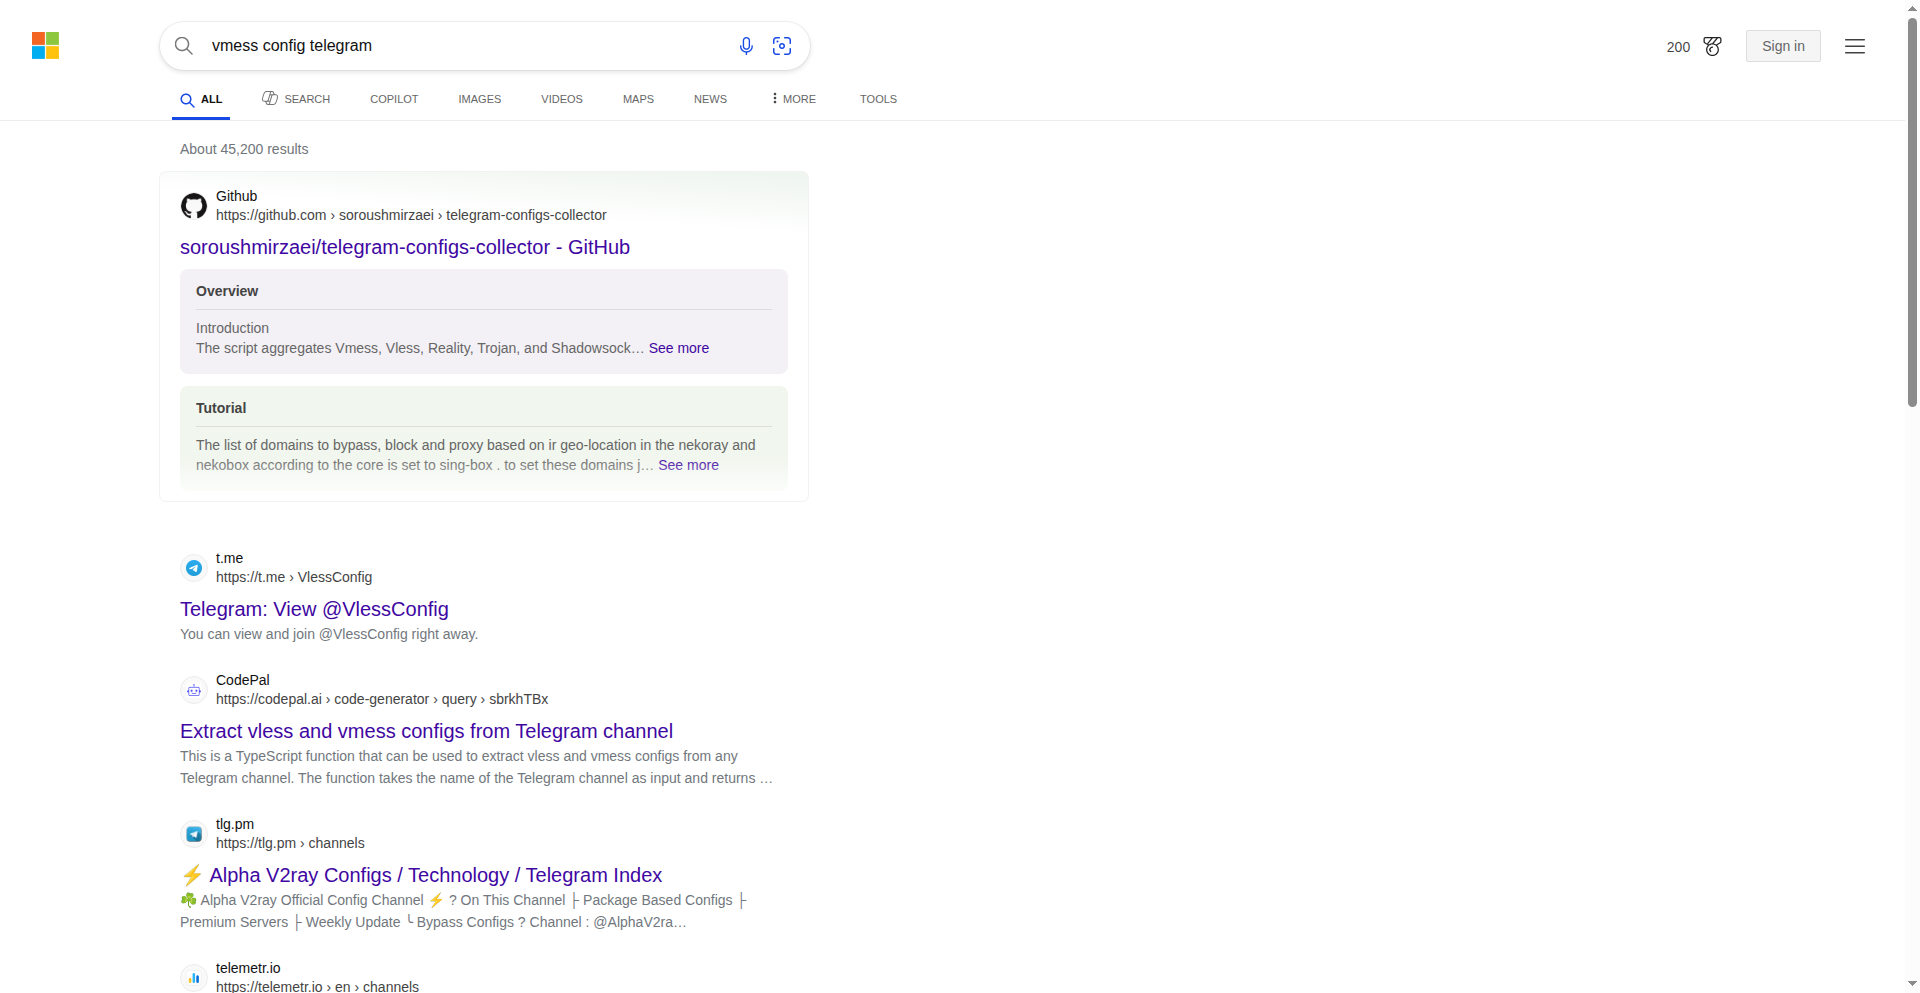 vmess config telegram
200
Sign in
ALL
SEARCH
COPILOT
IMAGES
VIDEOS
MAPS
NEWS
MORE
TOOLS
About 45,200 results
Github
https://github.com › soroushmirzaei › telegram-configs-collector
soroushmirzaei/telegram-configs-collector - GitHub
Overview
Introduction
The script aggregates Vmess, Vless, Reality, Trojan, and Shadowsock… See more
Tutorial
The list of domains to bypass, block and proxy based on ir geo-location in the nekoray and
nekobox according to the core is set to sing-box . to set these domains j… See more
t.me
https://t.me › VlessConfig
Telegram: View @VlessConfig
You can view and join @VlessConfig right away.
CodePal
https://codepal.ai › code-generator › query › sbrkhTBx
Extract vless and vmess configs from Telegram channel
This is a TypeScript function that can be used to extract vless and vmess configs from any
Telegram channel. The function takes the name of the Telegram channel as input and returns …
tlg.pm
https://tlg.pm › channels
⚡ Alpha V2ray Configs / Technology / Telegram Index
☘️ Alpha V2ray Official Config Channel ⚡ ? On This Channel ├ Package Based Configs ├
Premium Servers ├ Weekly Update ╰ Bypass Configs ? Channel : @AlphaV2ra…
telemetr.io
https://telemetr.io › en › channels